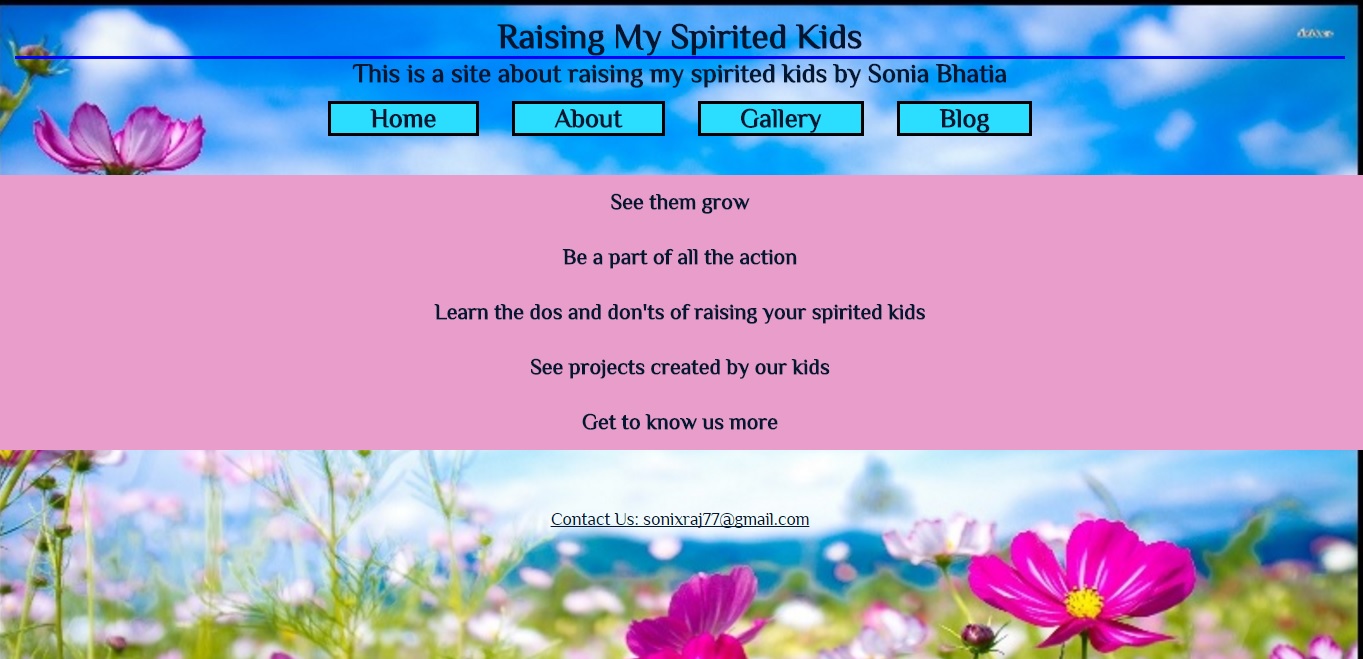 Raising My Spirited Kids
This is a site about raising my spirited kids by Sonia Bhatia
Home About Gallery Blog
See them grow
Be a part of all the action
Learn the dos and don'ts of raising your spirited kids
See projects created by our kids
Get to know us more
Contact Us: sonixraj77@gmail.com